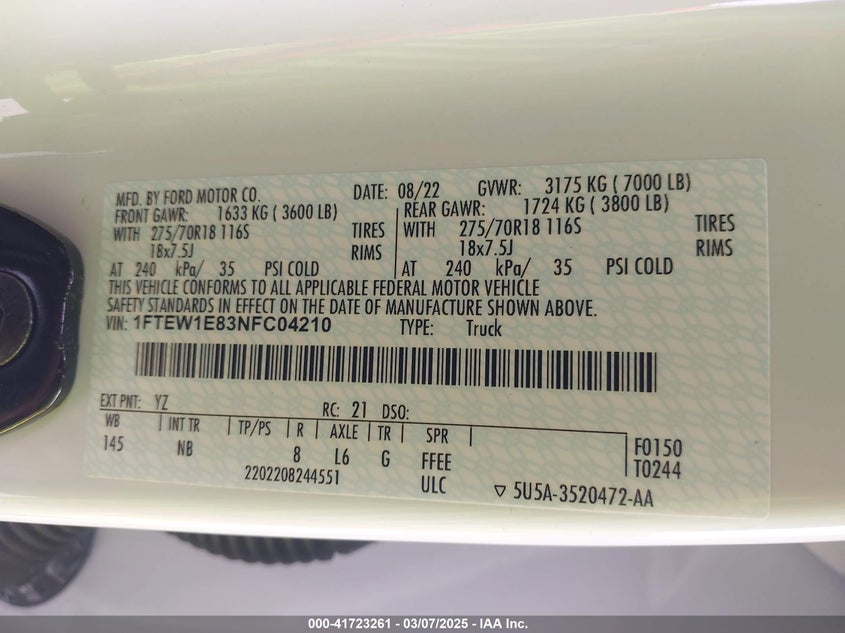 MFD. BY FORD MOTOR CO. DATE: 08/22 GVWR: 3175 KG ( 7000 LB)
FRONT GAWR: 1633 KG ( 3600 LB) REAR GAWR: 1724 KG ( 3800 LB)
WITH 275/70R18 116S TIRES WITH 275/70R18 116S TIRES
18x7.5J RIMS 18x7.5J RIMS
AT 240 kPa/ 35 PSI COLD AT 240 kPa/ 35 PSI COLD
THIS VEHICLE CONFORMS TO ALL APPLICABLE FEDERAL MOTOR VEHICLE
SAFETY STANDARDS IN EFFECT ON THE DATE OF MANUFACTURE SHOWN ABOVE.
VIN: 1FTEW1E83NFC04210 TYPE: Truck
EXT PNT: YZ RC: 21 DSO:
WB INT TR TP/PS R AXLE TR SPR F0150
145 NB 8 L6 G FFEE T0244
2202208244551 ULC ▽ 5U5A-3520472-AA
000-41723261 - 03/07/2025 - IAA Inc.